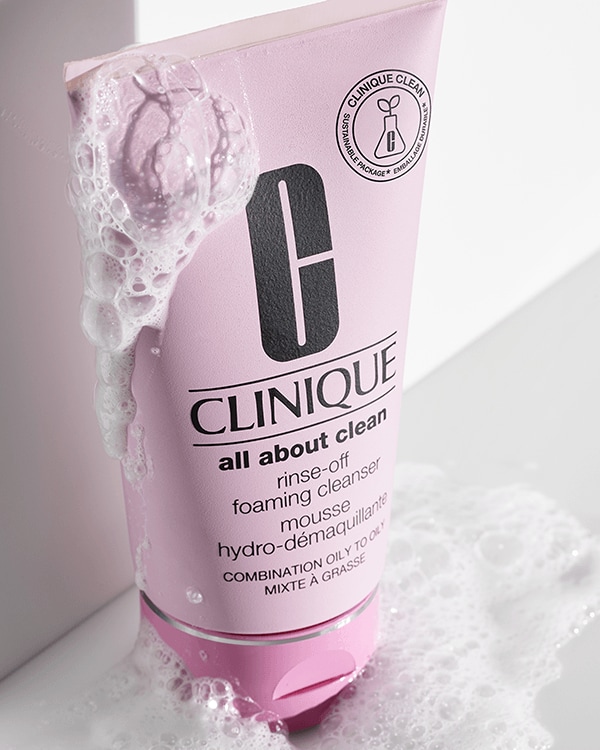 CLINIQUE CLEAN
SUSTAINABLE PACKAGE* EMBALLAGE DURABLE*
C
C
CLINIQUE
all about clean
rinse-off
foaming cleanser
mousse
hydro-démaquillante
COMBINATION OILY TO OILY
MIXTE À GRASSE